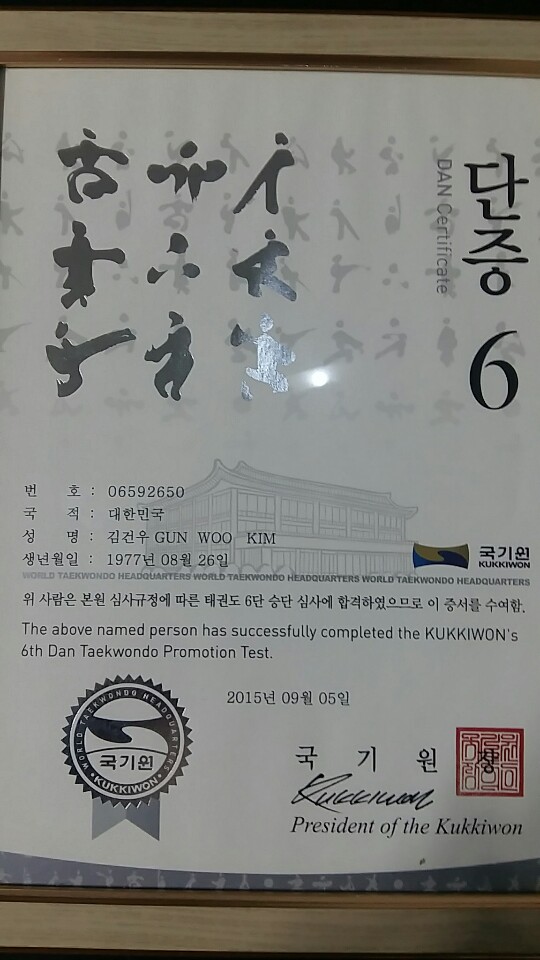 단증
DAN Certificate
6
번 호 : 06592650
국 적 : 대한민국
성 명 : 김건우 GUN WOO KIM
생년월일 : 1977년 08월 26일
국기원
KUKKIWON
WORLD TAEKWONDO HEADQUARTERS WORLD TAEKWONDO HEADQUARTERS WORLD TAEKWONDO HEADQUARTERS
위 사람은 본원 심사규정에 따른 태권도 6단 승단 심사에 합격하였으므로 이 증서를 수여함.
The above named person has successfully completed the KUKKIWON's
6th Dan Taekwondo Promotion Test.
2015년 09월 05일
WORLD TAEKWONDO HEADQUARTERS
국기원
KUKKIWON
국 기 원 장
Kukkiwon
President of the Kukkiwon